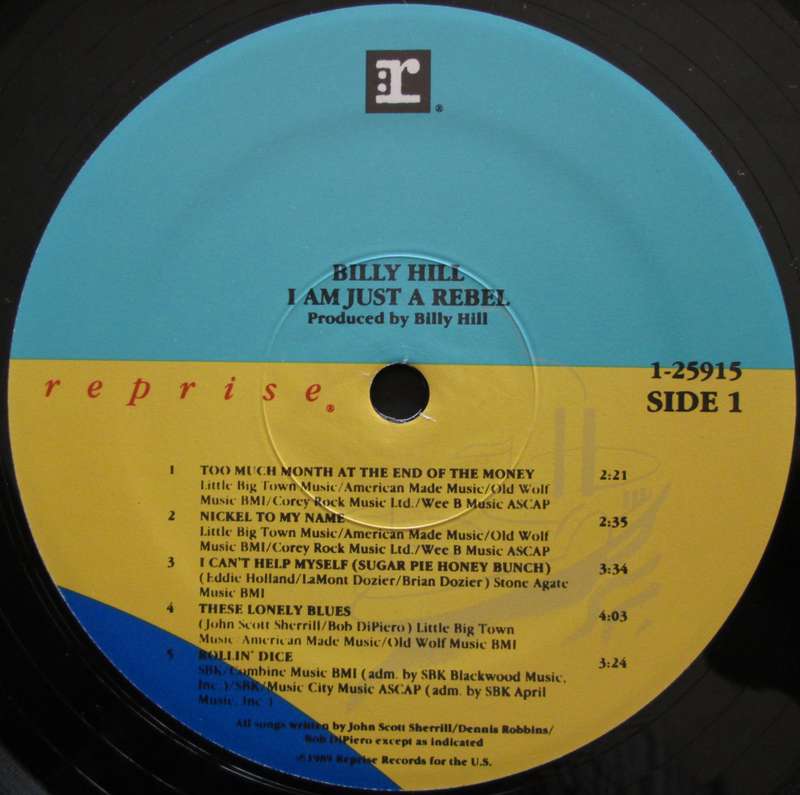 r®
BILLY HILL
I AM JUST A REBEL
Produced by Billy Hill
reprise®
1-25915
SIDE 1
1 TOO MUCH MONTH AT THE END OF THE MONEY 2:21
Little Big Town Music/American Made Music/Old Wolf
Music BMI/Corey Rock Music Ltd./Wee B Music ASCAP
2 NICKEL TO MY NAME 2:35
Little Big Town Music/American Made Music/Old Wolf
Music BMI/Corey Rock Music Ltd./Wee B Music ASCAP
3 I CAN'T HELP MYSELF (SUGAR PIE HONEY BUNCH) 3:34
(Eddie Holland/LaMont Dozier/Brian Dozier) Stone Agate
Music BMI
4 THESE LONELY BLUES 4:03
(John Scott Sherrill/Bob DiPiero) Little Big Town
Music/American Made Music/Old Wolf Music BMI
5 ROLLIN' DICE 3:24
SBK/Combine Music BMI (adm. by SBK Blackwood Music,
Inc.)/SBK/Music City Music ASCAP (adm. by SBK April
Music, Inc.)
All songs written by John Scott Sherrill/Dennis Robbins/
Bob DiPiero except as indicated
℗1989 Reprise Records for the U.S.